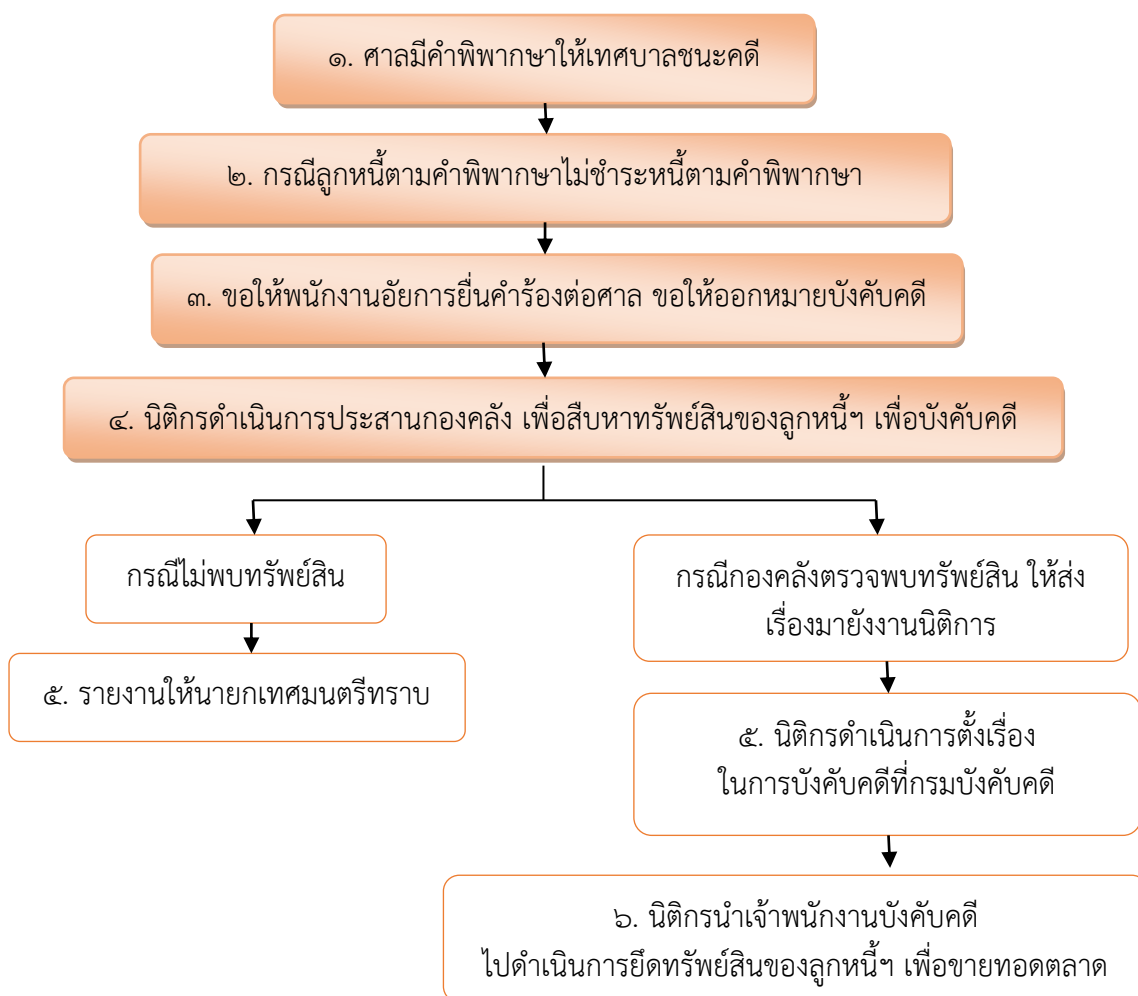 ๑. ศาลมีคำพิพากษาให้เทศบาลชนะคดี
๒. กรณีลูกหนี้ตามคำพิพากษาไม่ชำระหนี้ตามคำพิพากษา
๓. ขอให้พนักงานอัยการยื่นคำร้องต่อศาล ขอให้ออกหมายบังคับคดี
๔. นิติกรดำเนินการประสานกองคลัง เพื่อสืบหาทรัพย์สินของลูกหนี้ฯ เพื่อบังคับคดี
กรณีไม่พบทรัพย์สิน
๕. รายงานให้นายกเทศมนตรีทราบ
กรณีกองคลังตรวจพบทรัพย์สิน ให้ส่ง
เรื่องมายังงานนิติการ
๕. นิติกรดำเนินการตั้งเรื่อง
ในการบังคับคดีที่กรมบังคับคดี
๖. นิติกรนำเจ้าพนักงานบังคับคดี
ไปดำเนินการยึดทรัพย์สินของลูกหนี้ฯ เพื่อขายทอดตลาด